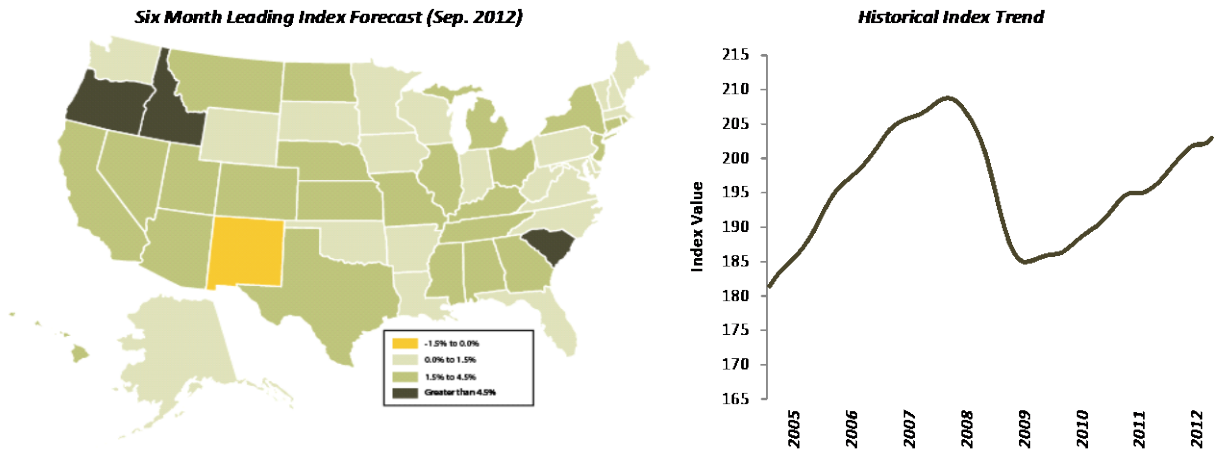 Six Month Leading Index Forecast (Sep. 2012)
-1.5% to 0.0%
0.0% to 1.5%
1.5% to 4.5%
Greater than 4.5%
Historical Index Trend
Index Value
215
210
205
200
195
190
185
180
175
170
165
2005
2006
2007
2008
2009
2010
2011
2012